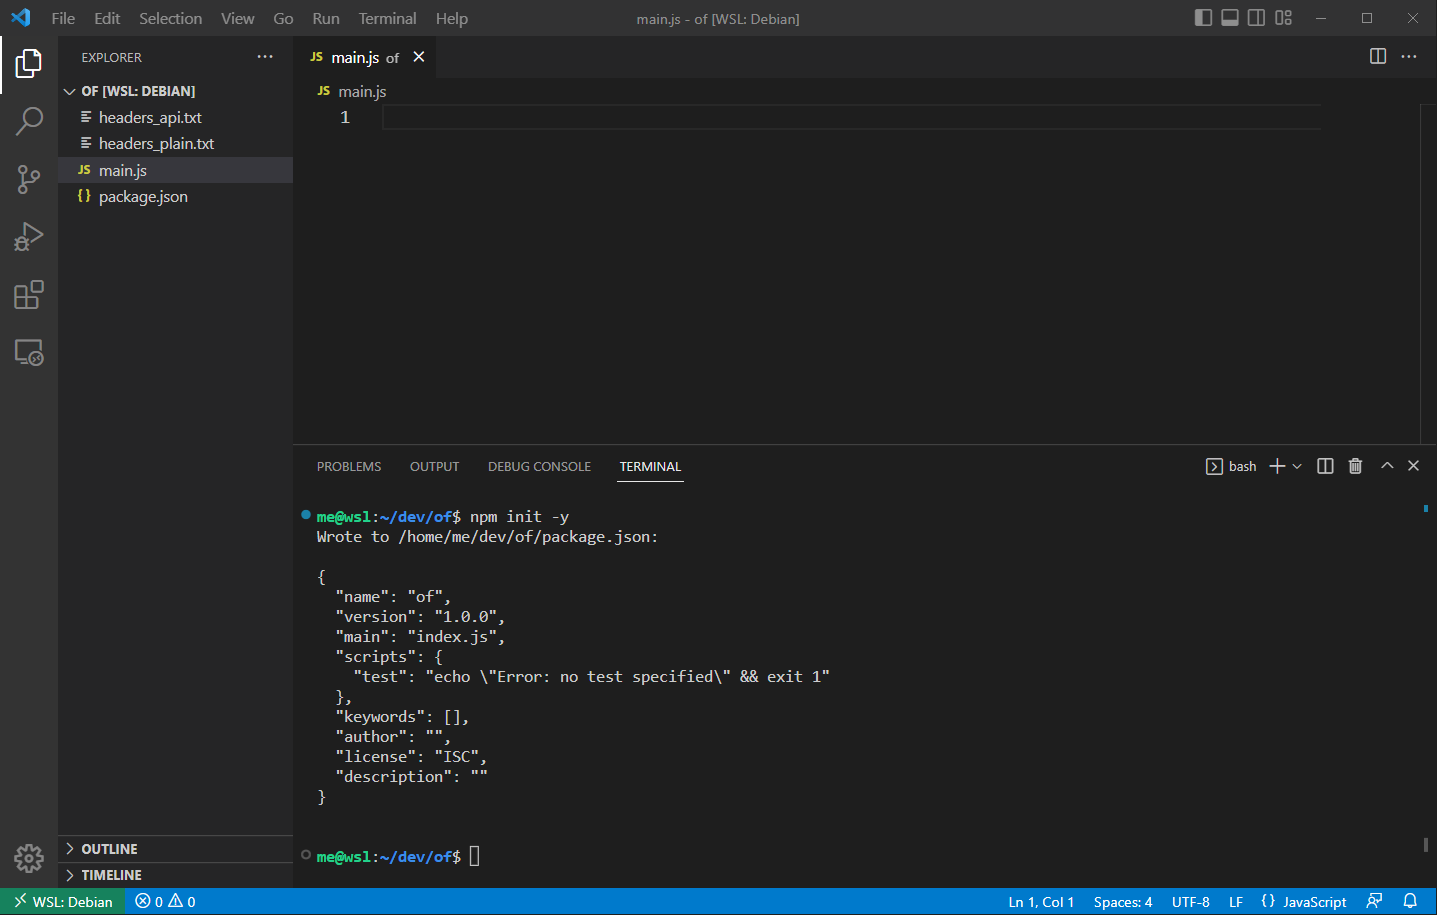 File Edit Selection View Go Run Terminal Help
main.js - of [WSL: Debian]
EXPLORER
OF [WSL: DEBIAN]
headers_api.txt
headers_plain.txt
JS main.js
{} package.json
OUTLINE
TIMELINE
JS main.js of
JS main.js
1
PROBLEMS OUTPUT DEBUG CONSOLE TERMINAL
bash
me@wsl:~/dev/of$ npm init -y
Wrote to /home/me/dev/of/package.json:
{
"name": "of",
"version": "1.0.0",
"main": "index.js",
"scripts": {
"test": "echo \"Error: no test specified\" && exit 1"
},
"keywords": [],
"author": "",
"license": "ISC",
"description": ""
}
me@wsl:~/dev/of$
WSL: Debian 0 0
Ln 1, Col 1 Spaces: 4 UTF-8 LF {} JavaScript